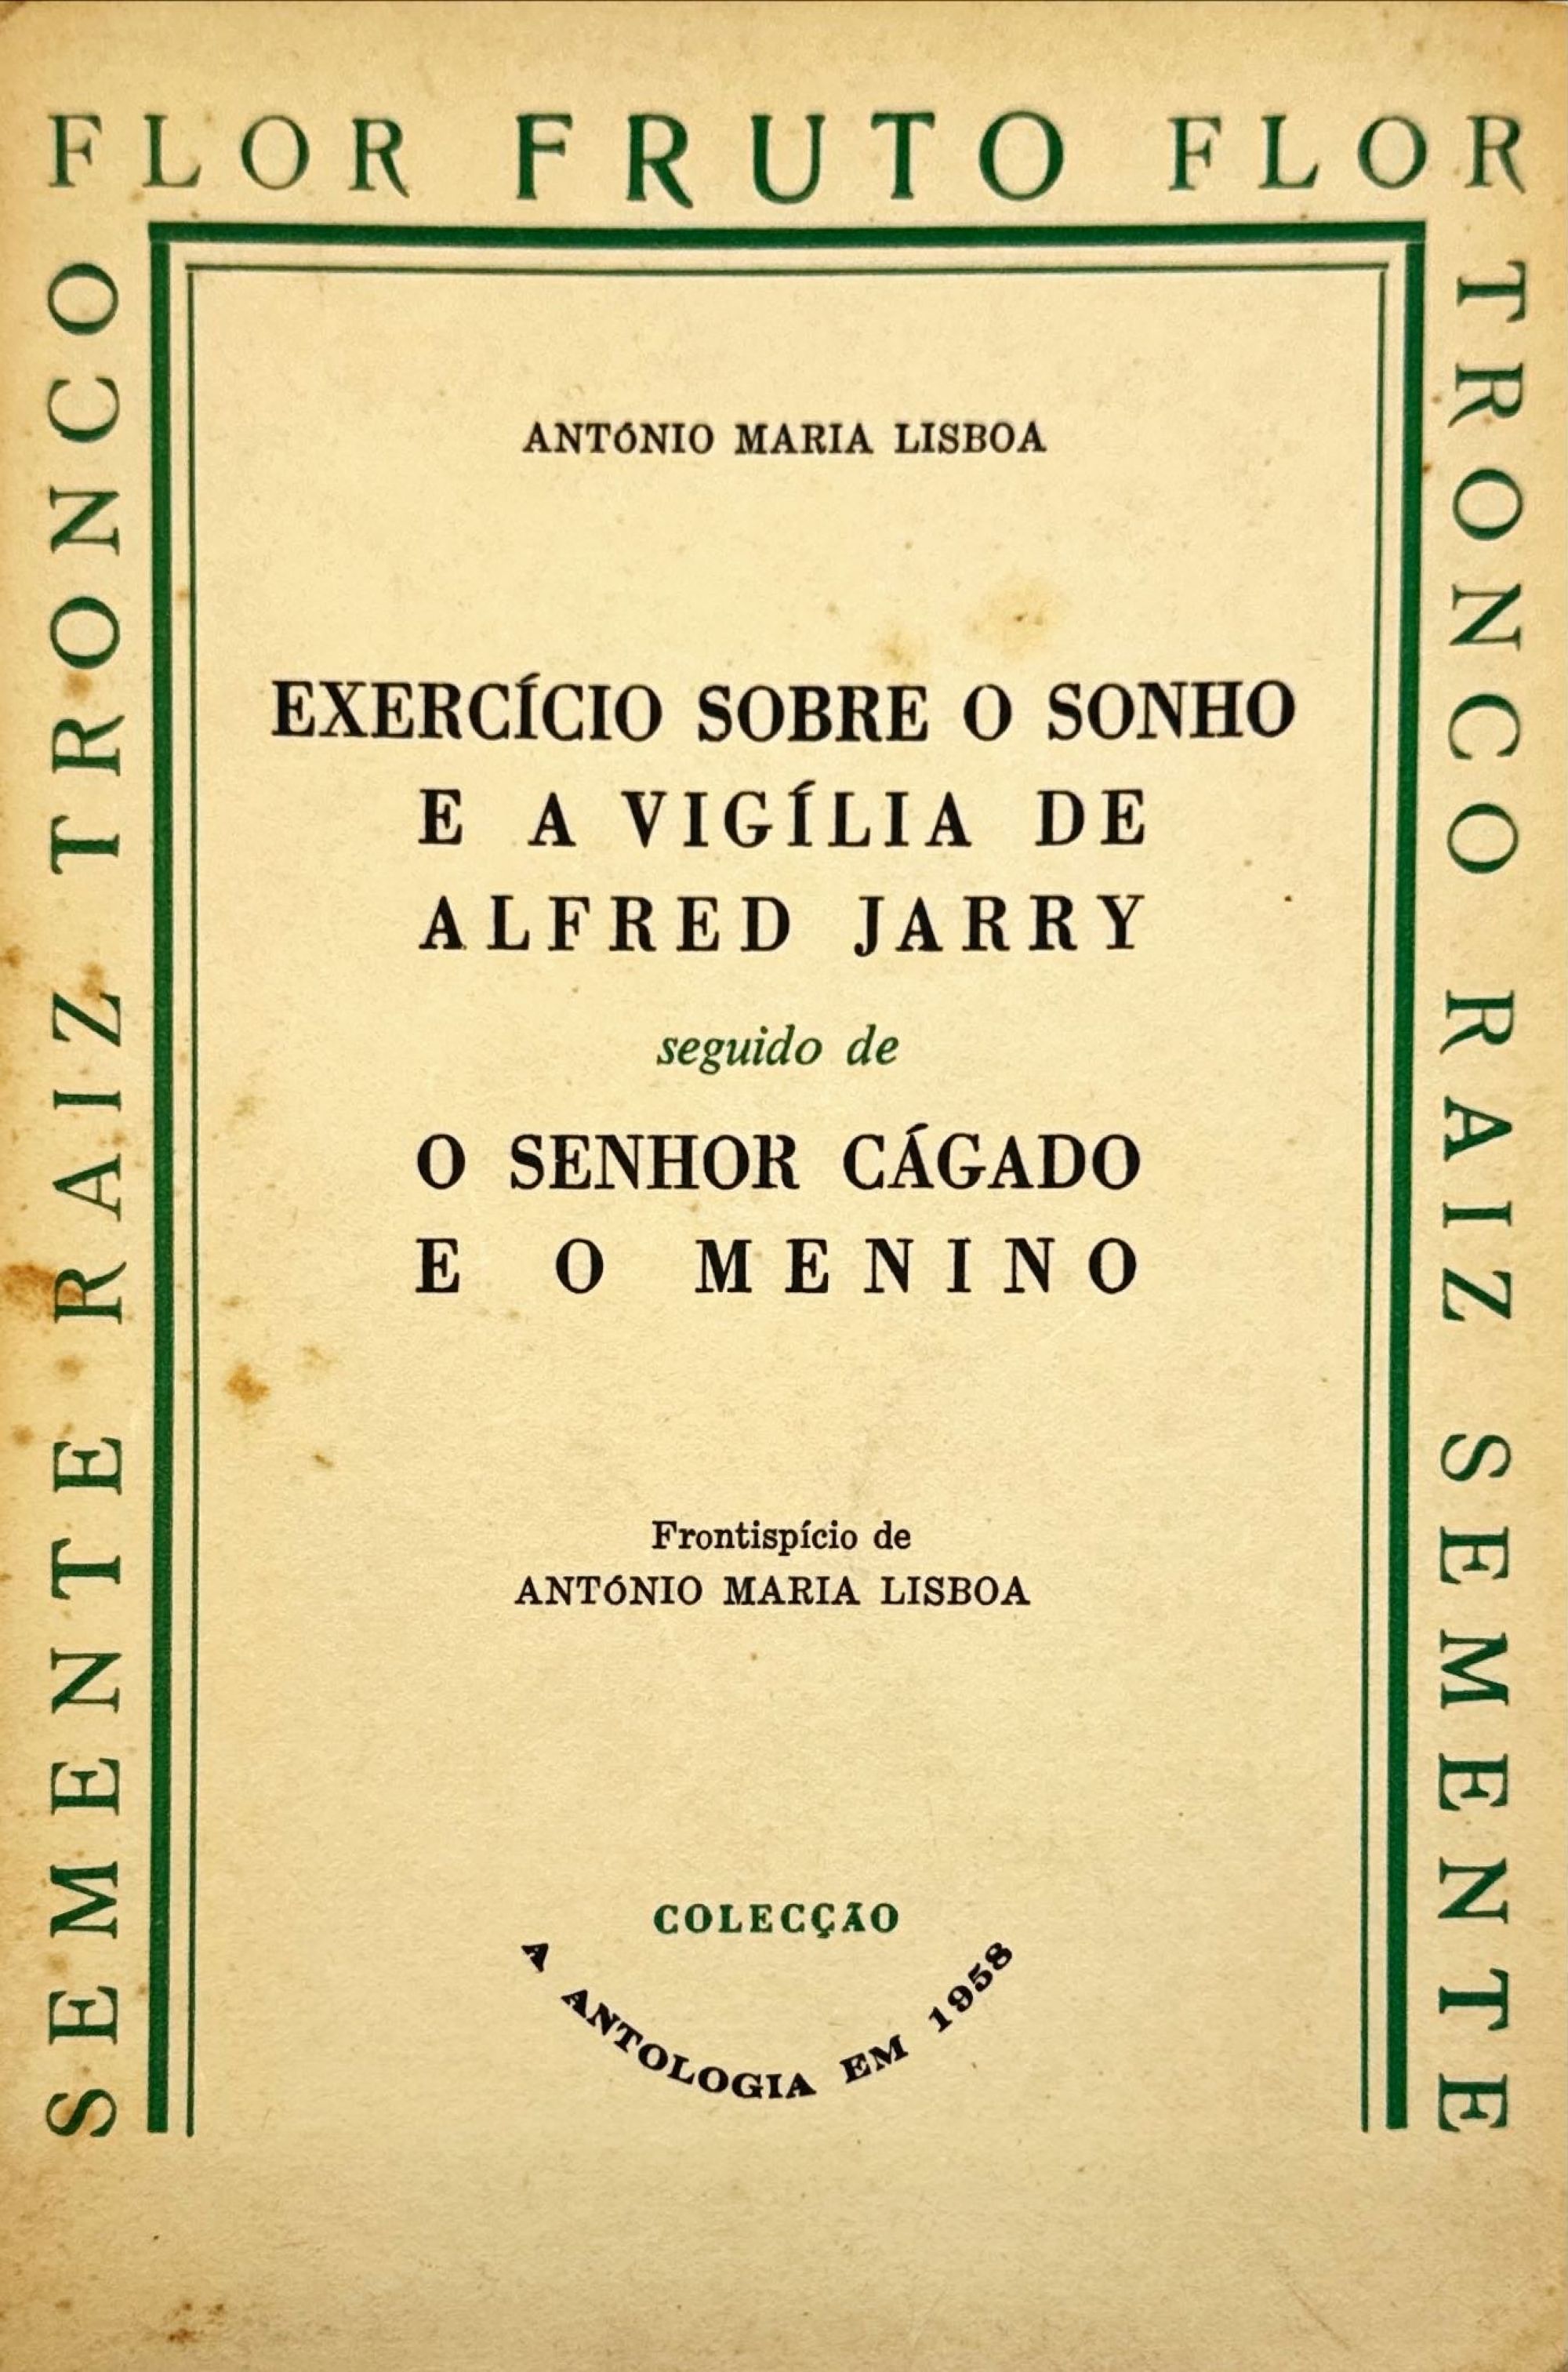 FLOR FRUTO FLOR
SEMENTE RAIZ TRONCO
TRONCO RAIZ SEMENTE
ANTÓNIO MARIA LISBOA
EXERCÍCIO SOBRE O SONHO
E A VIGÍLIA DE
ALFRED JARRY
seguido de
O SENHOR CÁGADO
E O MENINO
Frontispício de
ANTÓNIO MARIA LISBOA
COLECÇÃO
A ANTOLOGIA EM 1958